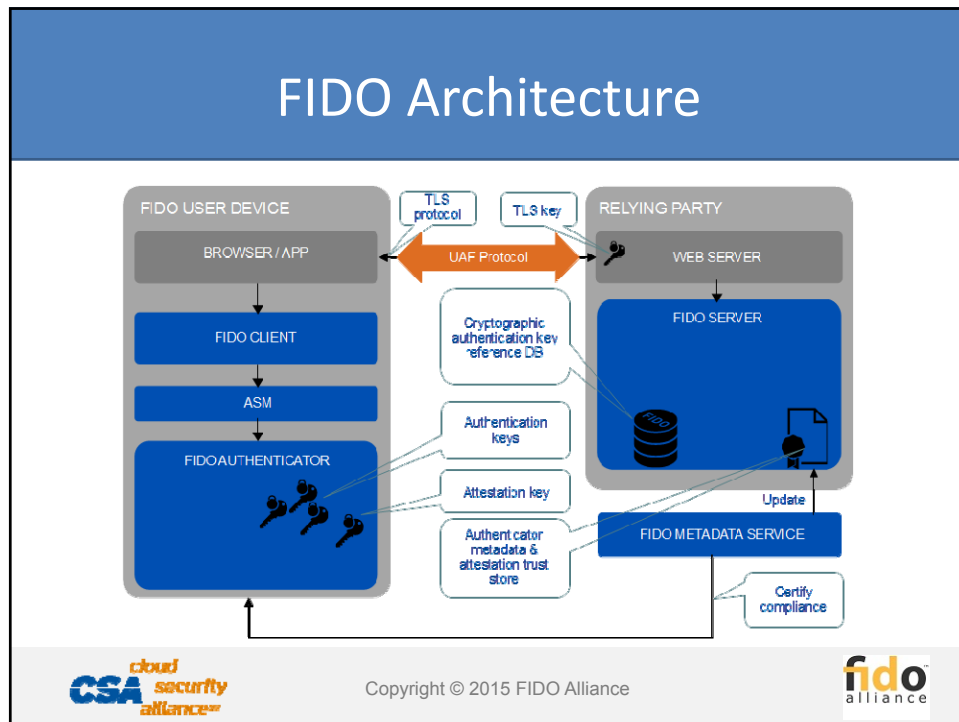 FIDO Architecture
FIDO USER DEVICE
TLS
protocol
TLS key
RELYING PARTY
BROWSER / APP
UAF Protocol
WEB SERVER
FIDO CLIENT
Cryptographic
authentication key
reference DB
FIDO SERVER
ASM
FIDO
Authentication
keys
FIDO AUTHENTICATOR
Attestation key
Update
Authenticator
metadata &
attestation trust
store
FIDO METADATA SERVICE
Certify
compliance
cloud
CSA security
alliance
Copyright © 2015 FIDO Alliance
fido
alliance